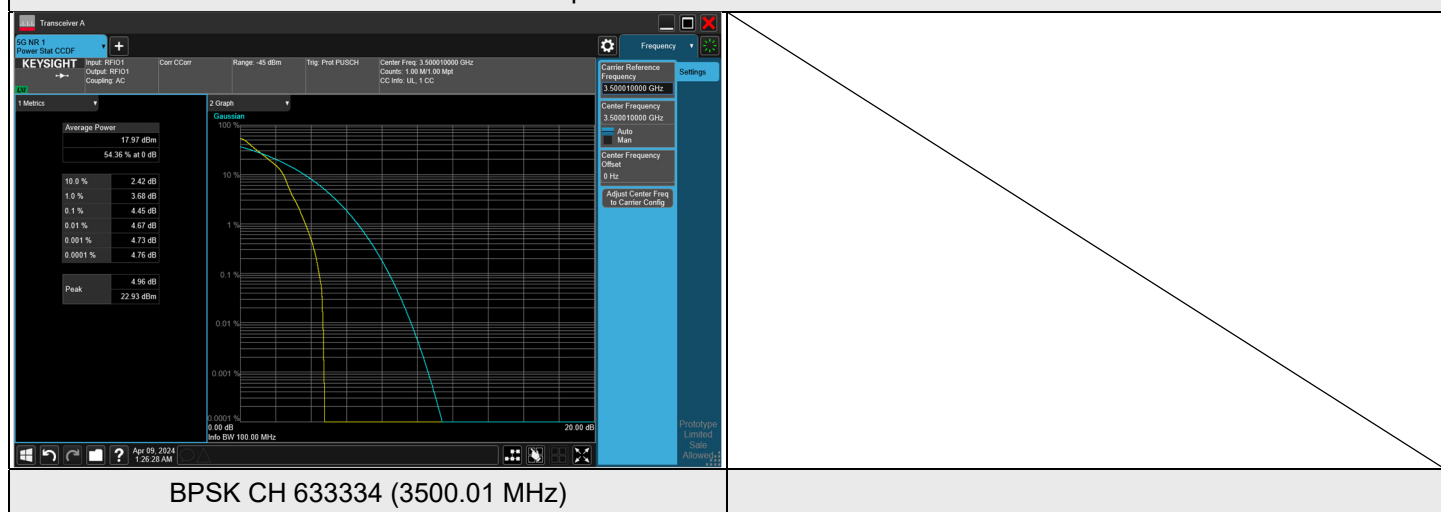 Transceiver A
5G NR 1
Power Stat CCDF
Frequency
KEYSIGHT
Input: RFIO1
Output: RFIO1
Coupling: AC
Corr CCorr
Range: -45 dBm
Trig: Prot PUSCH
Center Freq: 3.500010000 GHz
Counts: 1.00 M/1.00 Mpt
CC Info: UL, 1 CC
LVI
1 Metrics
Average Power
17.97 dBm
54.36 % at 0 dB
10.0 % 2.42 dB
1.0 % 3.68 dB
0.1 % 4.45 dB
0.01 % 4.67 dB
0.001 % 4.73 dB
0.0001 % 4.76 dB
Peak
4.96 dB
22.93 dBm
2 Graph
Gaussian
100 %
10 %
1 %
0.1 %
0.01 %
0.001 %
0.0001 %
0.00 dB
20.00 dB
Info BW 100.00 MHz
Carrier Reference
Frequency
3.500010000 GHz
Center Frequency
3.500010000 GHz
Auto
Man
Center Frequency
Offset
0 Hz
Adjust Center Freq
to Carrier Config
Settings
Prototype
Limited
Sale
Allowed
Apr 09, 2024
1:26:28 AM
BPSK CH 633334 (3500.01 MHz)